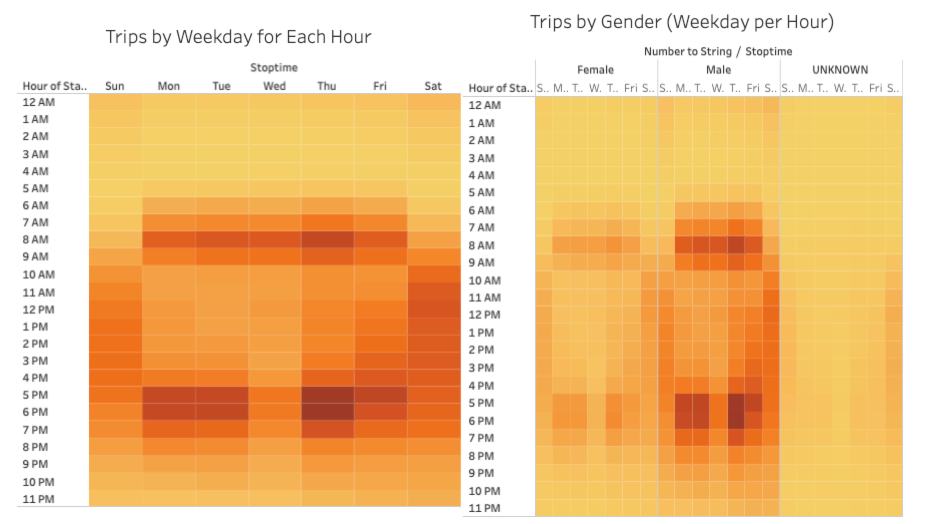 Trips by Weekday for Each Hour
Stoptime
Hour of Sta.. Sun Mon Tue Wed Thu Fri Sat
12 AM
1 AM
2 AM
3 AM
4 AM
5 AM
6 AM
7 AM
8 AM
9 AM
10 AM
11 AM
12 PM
1 PM
2 PM
3 PM
4 PM
5 PM
6 PM
7 PM
8 PM
9 PM
10 PM
11 PM
Trips by Gender (Weekday per Hour)
Number to String / Stoptime
Female Male UNKNOWN
Hour of Sta.. S.. M.. T.. W. T.. Fri S.. S.. M.. T.. W. T.. Fri S.. S.. M.. T.. W. T.. Fri S..
12 AM
1 AM
2 AM
3 AM
4 AM
5 AM
6 AM
7 AM
8 AM
9 AM
10 AM
11 AM
12 PM
1 PM
2 PM
3 PM
4 PM
5 PM
6 PM
7 PM
8 PM
9 PM
10 PM
11 PM